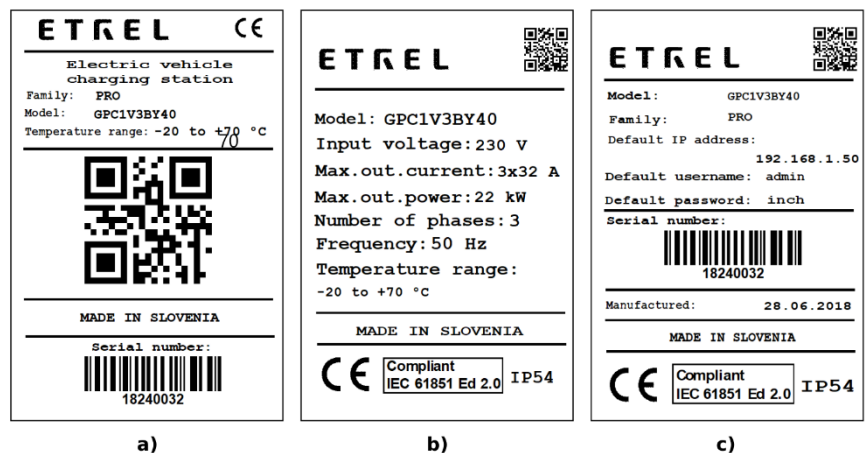 ETREL CE
Electric vehicle
charging station
Family: PRO
Model: GPC1V3BY40
Temperature range: -20 to +70 °C
70
MADE IN SLOVENIA
Serial number:
18240032
a)
ETREL
Model: GPC1V3BY40
Input voltage: 230 V
Max.out.current: 3x32 A
Max.out.power: 22 kW
Number of phases: 3
Frequency: 50 Hz
Temperature range:
-20 to +70 °C
MADE IN SLOVENIA
CE Compliant
IEC 61851 Ed 2.0 IP54
b)
ETREL
Model: GPC1V3BY40
Family: PRO
Default IP address:
192.168.1.50
Default username: admin
Default password: inch
Serial number:
18240032
Manufactured: 28.06.2018
MADE IN SLOVENIA
CE Compliant
IEC 61851 Ed 2.0 IP54
c)